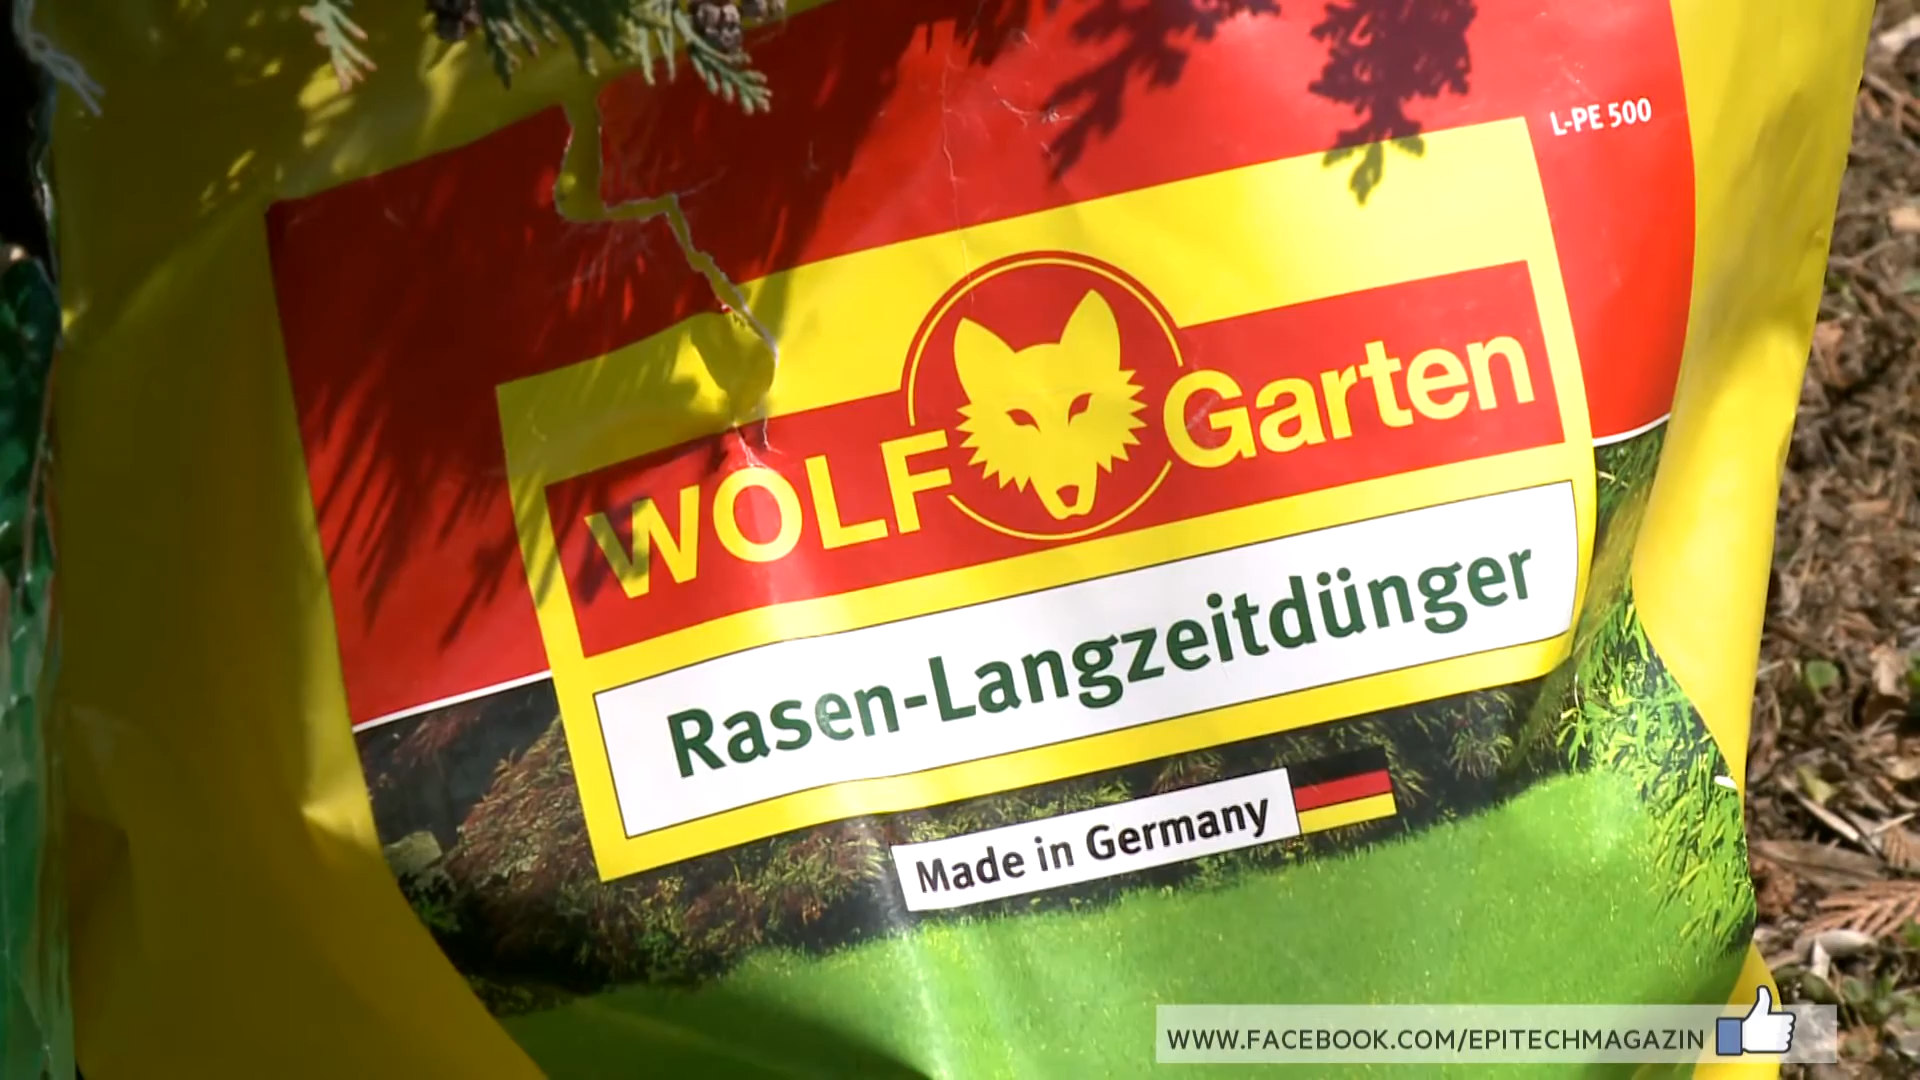 L-PE 500
WOLF Garten
Rasen-Langzeitdünger
Made in Germany
WWW.FACEBOOK.COM/EPITECHMAGAZIN